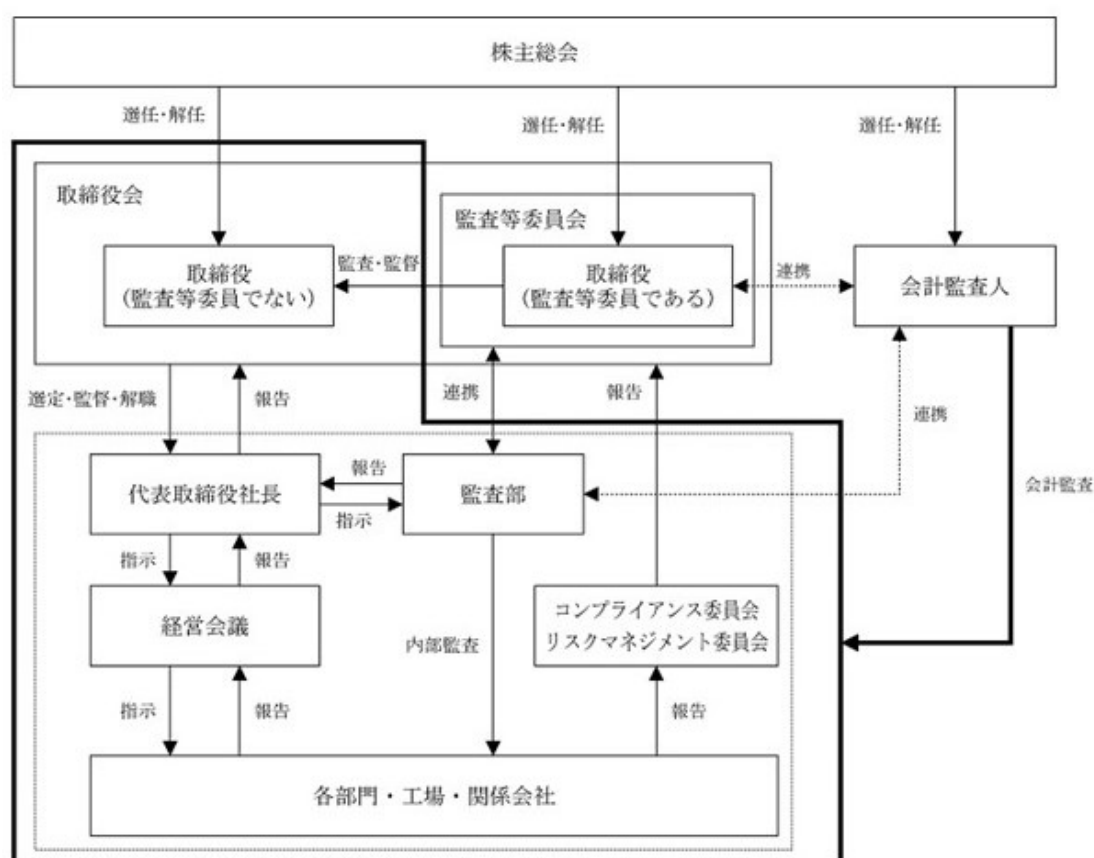 株主総会
選任・解任
選任・解任
選任・解任
取締役会
監査等委員会
取締役
（監査等委員でない）
監査・監督
取締役
（監査等委員である）
連携
会計監査人
選定・監督・解職
報告
連携
報告
連携
代表取締役社長
報告
指示
監査部
会計監査
指示
報告
経営会議
内部監査
コンプライアンス委員会
リスクマネジメント委員会
指示
報告
報告
各部門・工場・関係会社